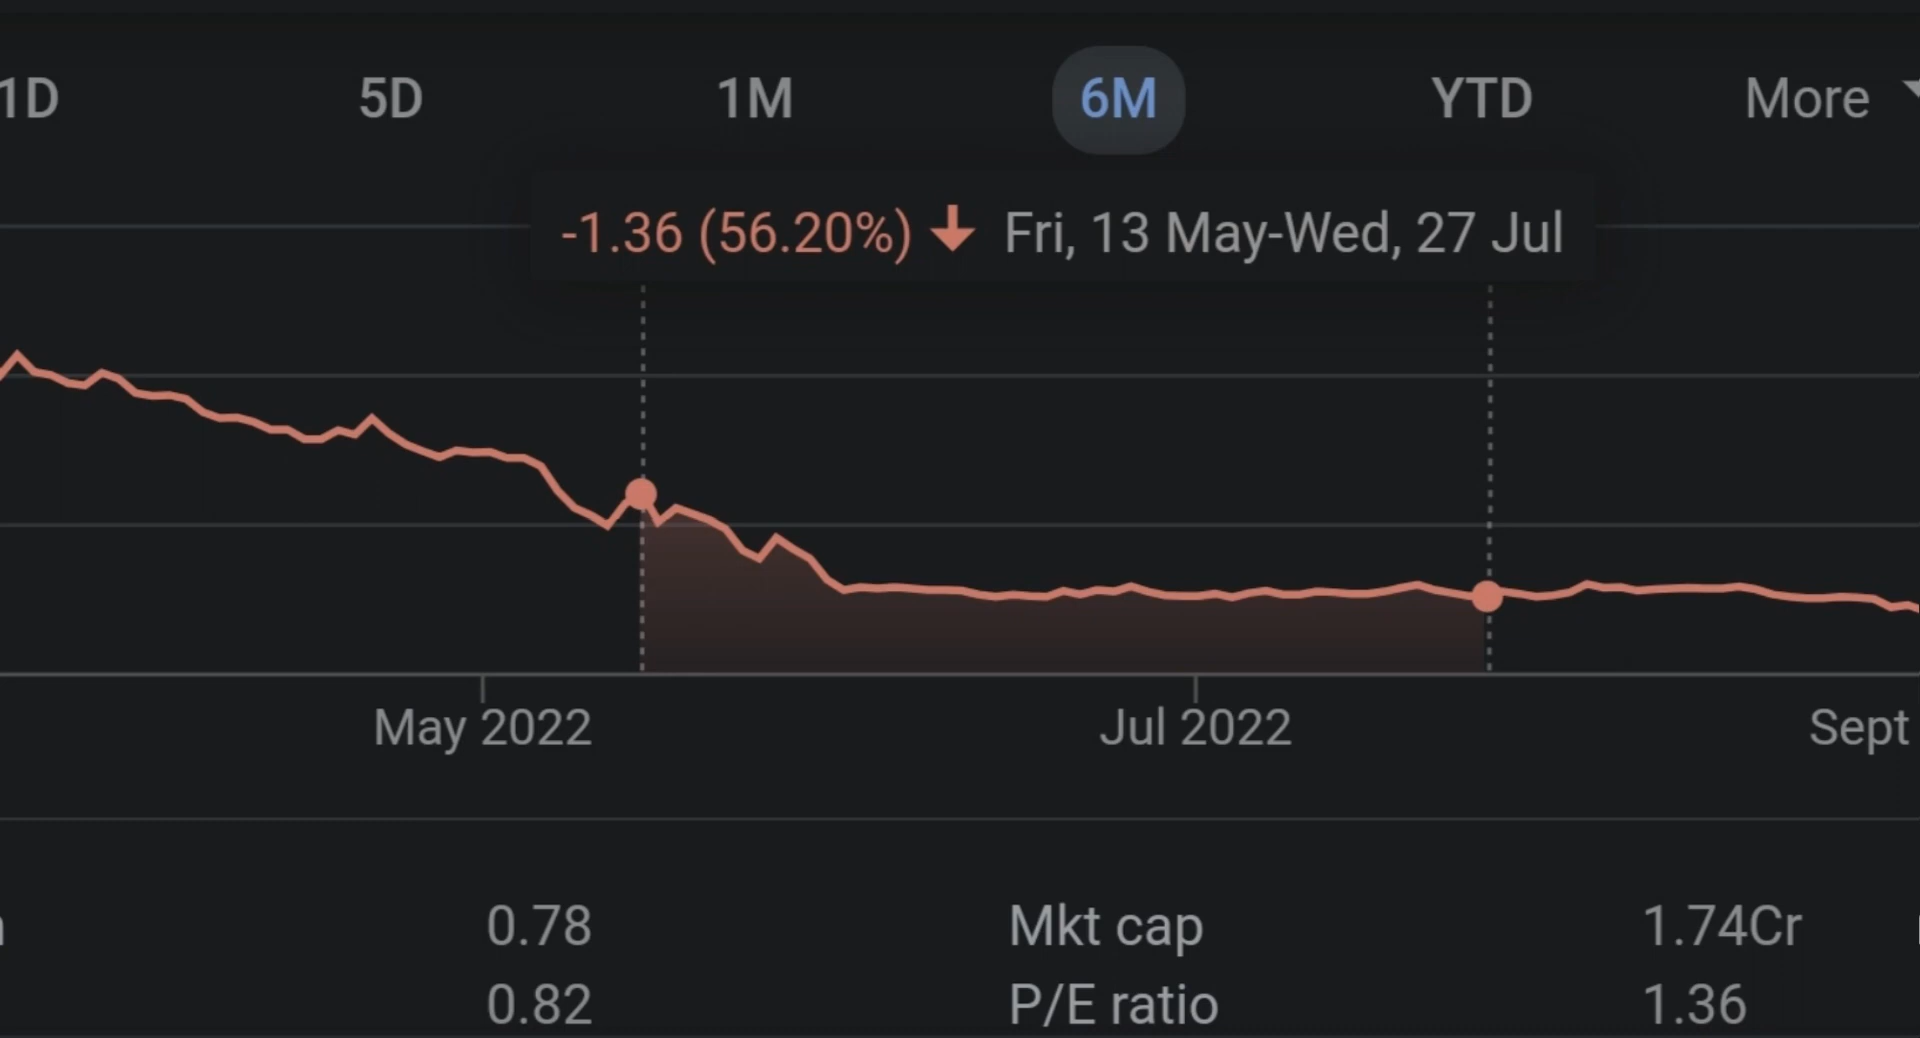 1D 5D 1M 6M YTD More
-1.36 (56.20%) Fri, 13 May-Wed, 27 Jul
May 2022 Jul 2022 Sept
0.78 Mkt cap 1.74Cr
0.82 P/E ratio 1.36